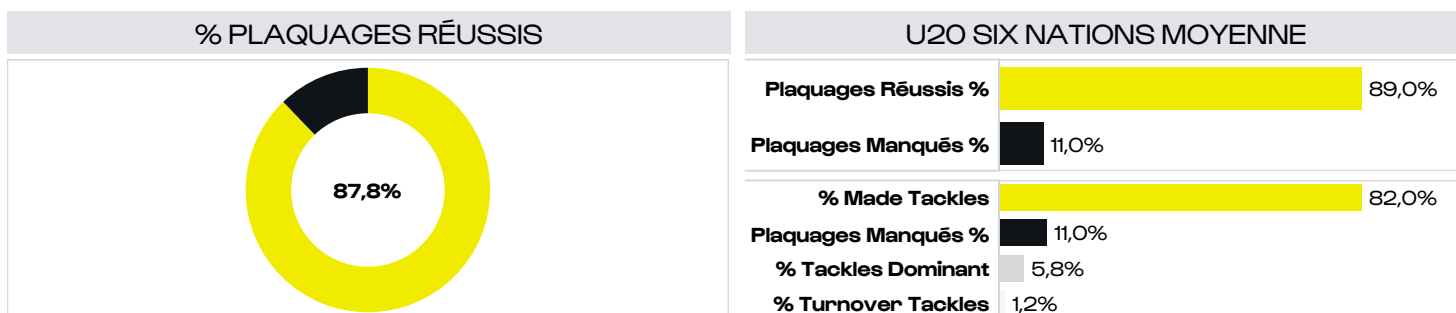 % PLAQUAGES RÉUSSIS
87,8%
U20 SIX NATIONS MOYENNE
Plaquages Réussis % 89,0%
Plaquages Manqués % 11,0%
% Made Tackles 82,0%
Plaquages Manqués % 11,0%
% Tackles Dominant 5,8%
% Turnover Tackles 1,2%